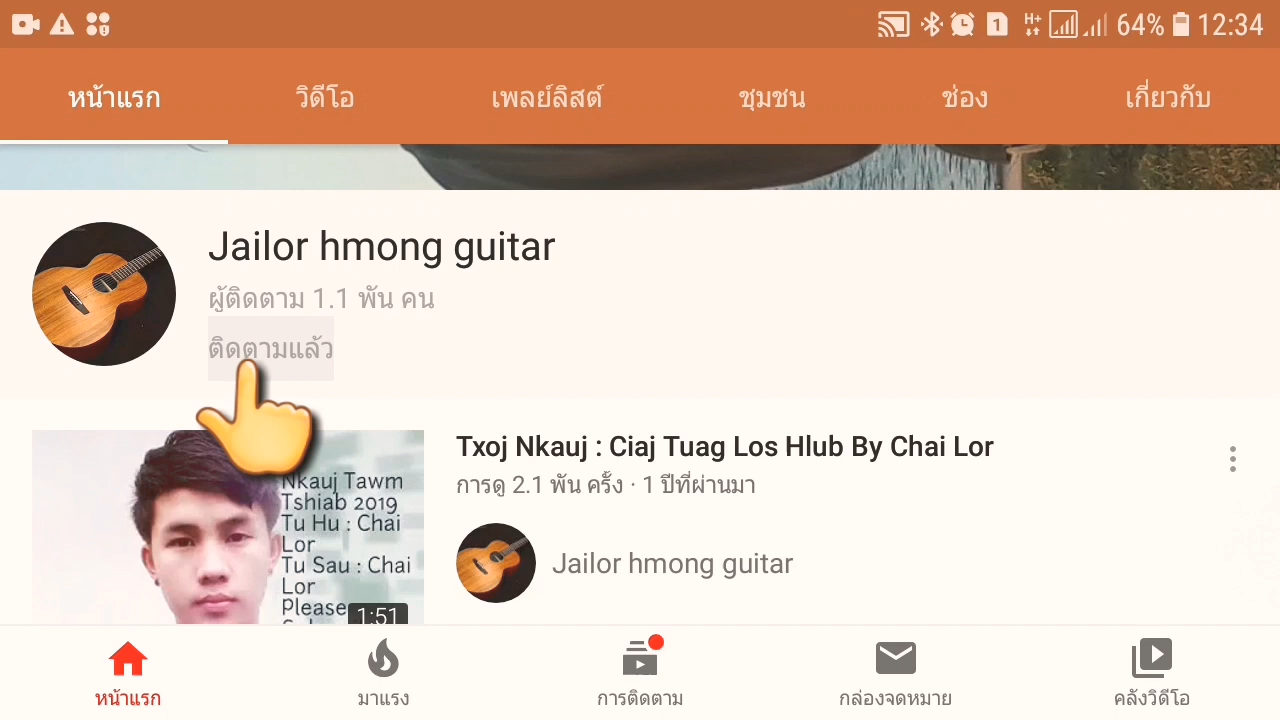 1 H+ 64% 12:34
หน้าแรก วิดีโอ เพลย์ลิสต์ ชุมชน ช่อง เกี่ยวกับ
Jailor hmong guitar
ผู้ติดตาม 1.1 พัน คน
ติดตามแล้ว
Txoj Nkauj : Ciaj Tuag Los Hlub By Chai Lor
การดู 2.1 พัน ครั้ง · 1 ปีที่ผ่านมา
Jailor hmong guitar
Nkauj Tawm
Tshiab 2019
Tu Hu : Chai
Lor
Tu Sau : Chai
Lor
Please
1:51
หน้าแรก มาแรง การติดตาม กล่องจดหมาย คลังวิดีโอ